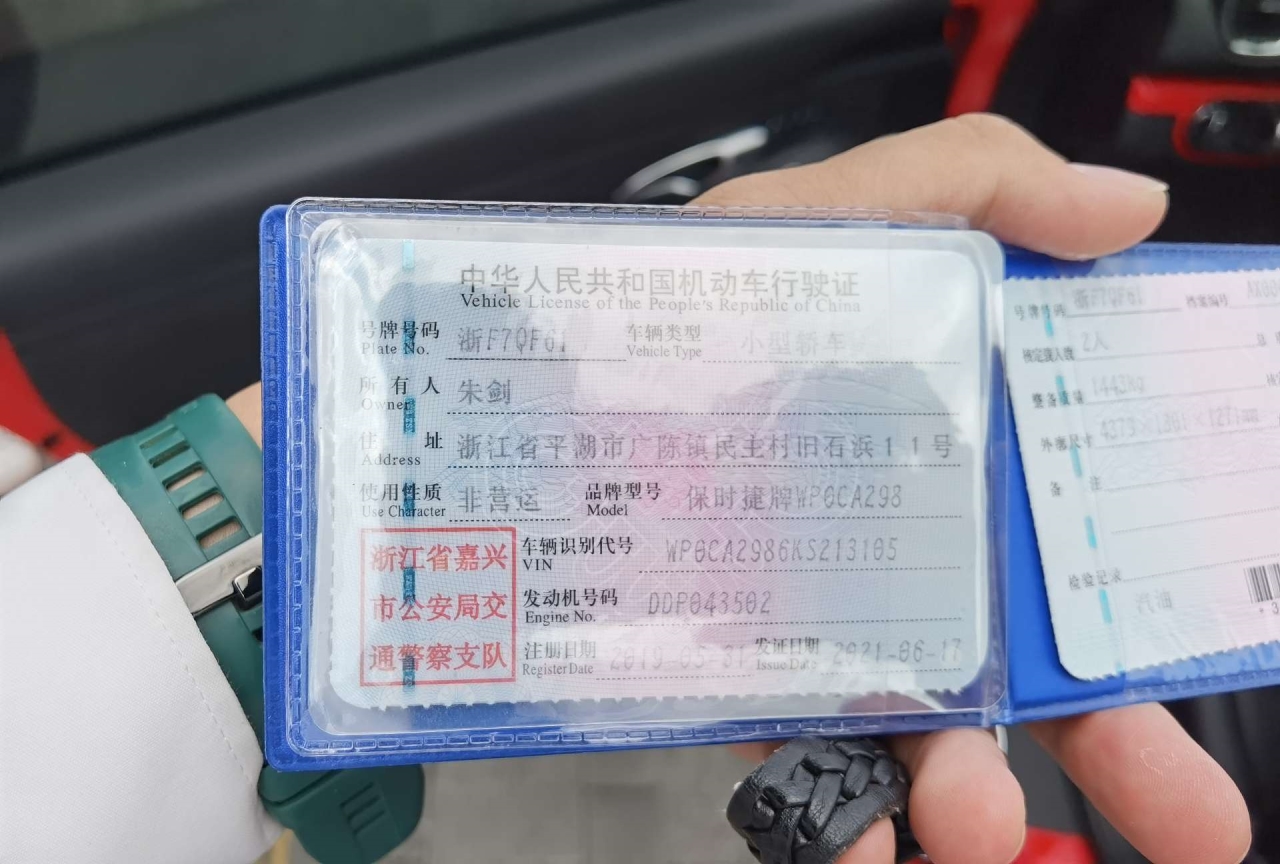 中华人民共和国机动车行驶证
Vehicle License of the People's Republic of China
号牌号码 浙F7QF61 车辆类型 小型轿车
Plate No. Vehicle Type
所有人 朱剑
Owner
住址 浙江省平湖市广陈镇民主村旧石浜11号
Address
使用性质 非营运 品牌型号 保时捷牌WP0CA298
Use Character Model
浙江省嘉兴
市公安局交
通警察支队
车辆识别代号 WP0CA2986KS213105
VIN
发动机号码 DDP043502
Engine No.
注册日期 2019-05-31 发证日期 2021-06-17
Register Date Issue Date
号牌号码 浙F7QF61 档案编号
核定载人数 2人
整备质量 1443kg
外廓尺寸
备注
检验记录
汽油